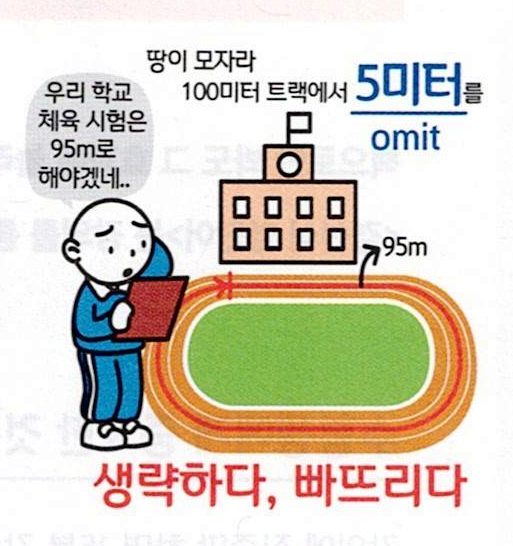 땅이 모자라
100미터 트랙에서 5미터를
omit
우리 학교
체육 시험은
95m로
해야겠네..
95m
생략하다, 빠뜨리다